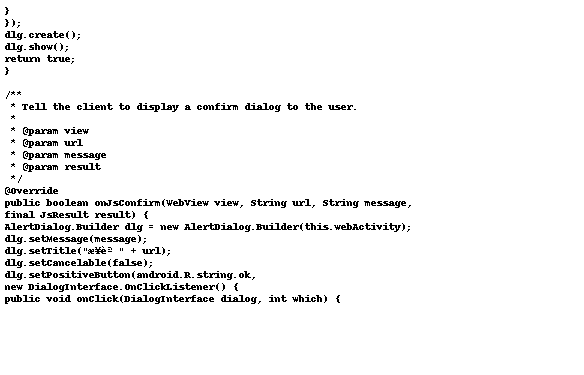 }
});
dlg.create();
dlg.show();
return true;
}
/**
* Tell the client to display a confirm dialog to the user.
*
* @param view
* @param url
* @param message
* @param result
*/
@Override
public boolean onJsConfirm(WebView view, String url, String message,
final JsResult result) {
AlertDialog.Builder dlg = new AlertDialog.Builder(this.webActivity);
dlg.setMessage(message);
dlg.setTitle(" " + url);
dlg.setCancelable(false);
dlg.setPositiveButton(android.R.string.ok,
new DialogInterface.OnClickListener() {
public void onClick(DialogInterface dialog, int which) {